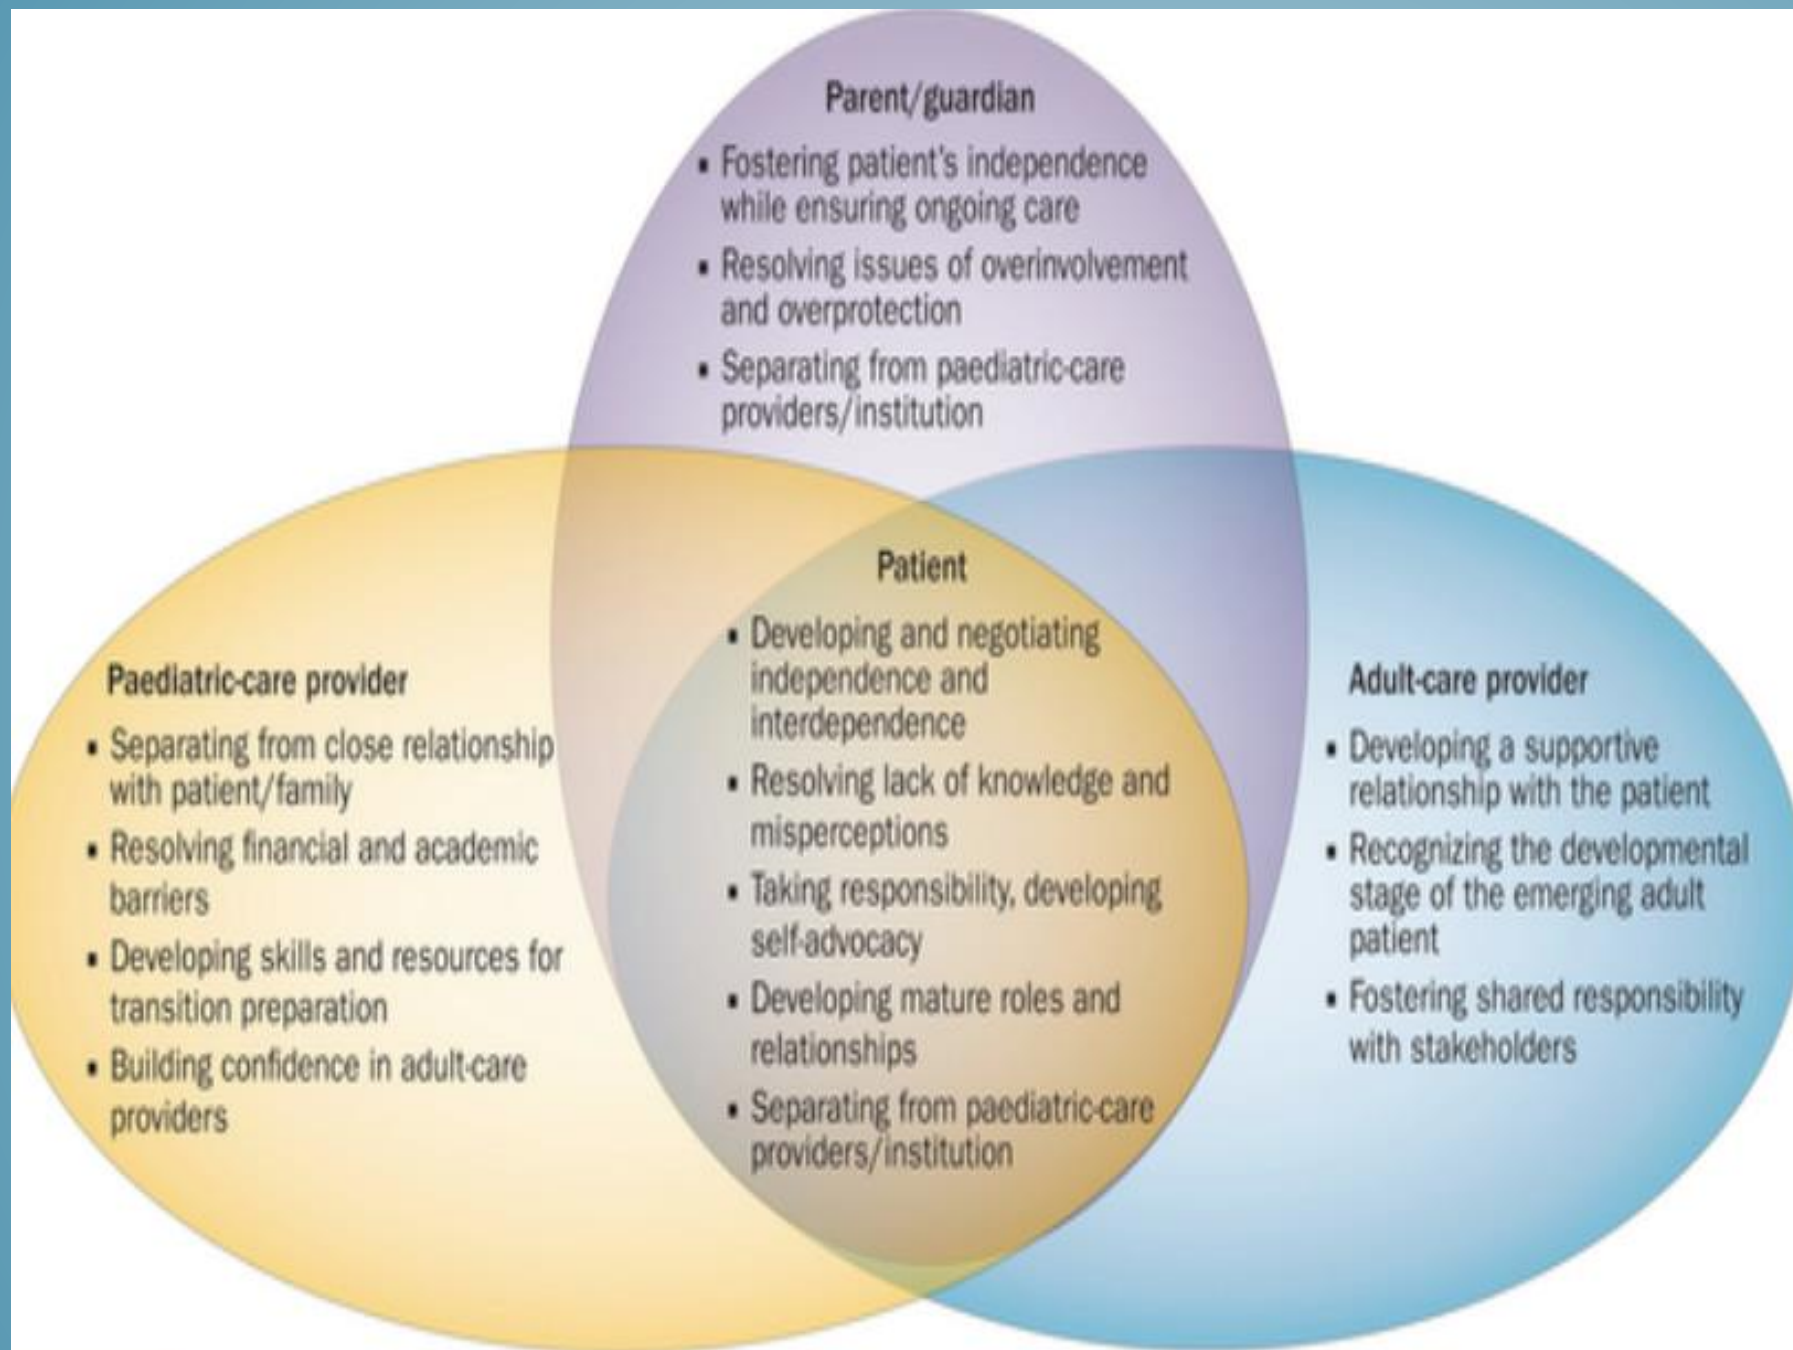 Parent/guardian
▪ Fostering patient's independence
while ensuring ongoing care
▪ Resolving issues of overinvolvement
and overprotection
▪ Separating from paediatric-care
providers/institution
Patient
▪ Developing and negotiating
independence and
interdependence
▪ Resolving lack of knowledge and
misperceptions
▪ Taking responsibility, developing
self-advocacy
▪ Developing mature roles and
relationships
▪ Separating from paediatric-care
providers/institution
Paediatric-care provider
▪ Separating from close relationship
with patient/family
▪ Resolving financial and academic
barriers
▪ Developing skills and resources for
transition preparation
▪ Building confidence in adult-care
providers
Adult-care provider
▪ Developing a supportive
relationship with the patient
▪ Recognizing the developmental
stage of the emerging adult
patient
▪ Fostering shared responsibility
with stakeholders